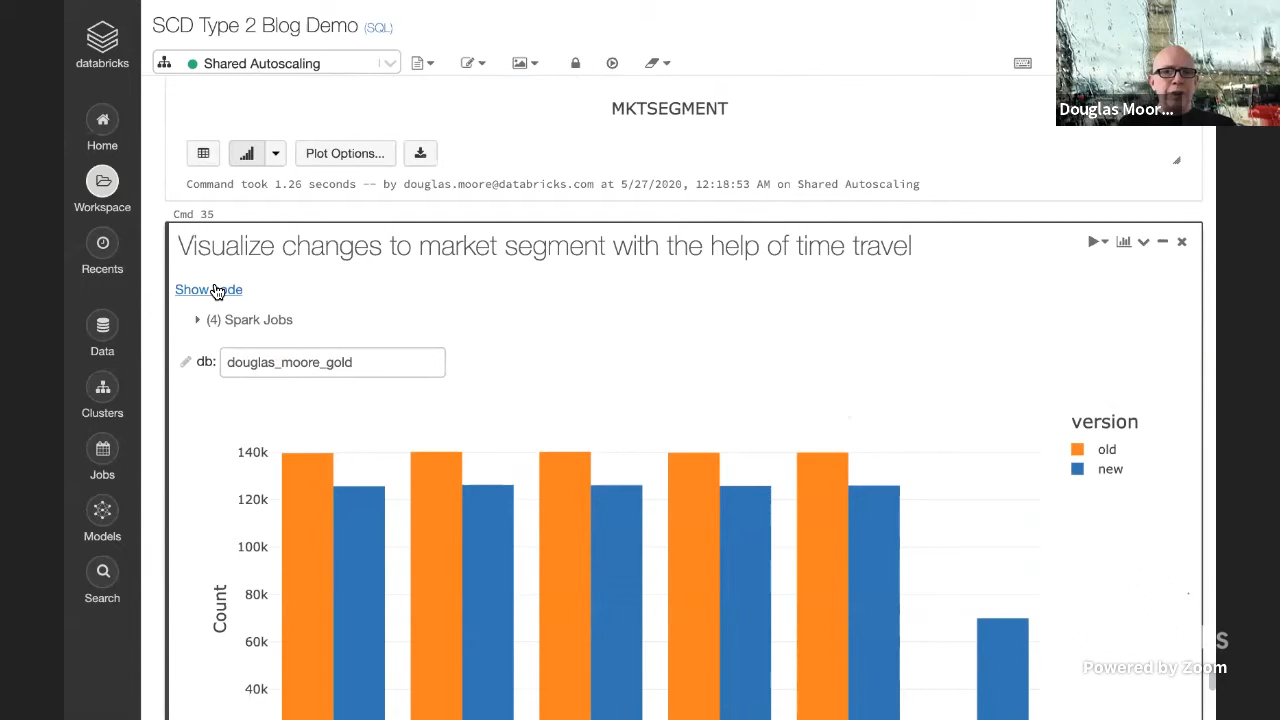 databricks
Home
Workspace
Recents
Data
Clusters
Jobs
Models
Search
SCD Type 2 Blog Demo (SQL)
Shared Autoscaling
Douglas Moor...
MKTSEGMENT
Plot Options...
Command took 1.26 seconds -- by douglas.moore@databricks.com at 5/27/2020, 12:18:53 AM on Shared Autoscaling
Cmd 35
Visualize changes to market segment with the help of time travel
Show de
(4) Spark Jobs
db: douglas_moore_gold
version
old
new
140k
120k
100k
80k
60k
40k
Count
Powered by Zoom